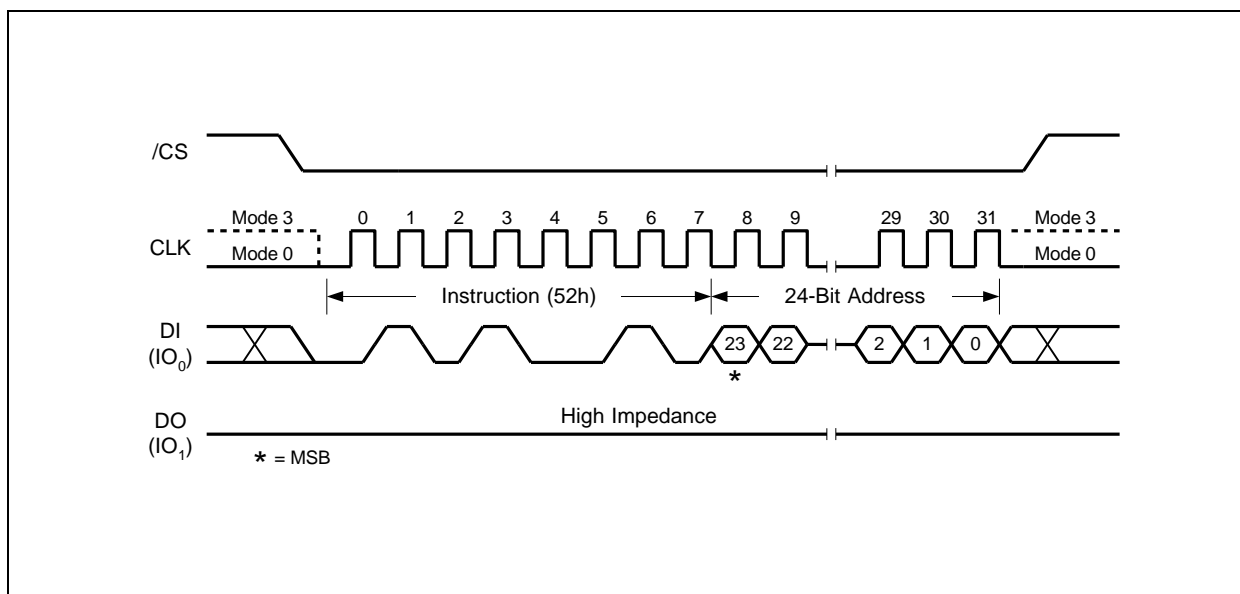 /CS
Mode 3 0 1 2 3 4 5 6 7 8 9 29 30 31 Mode 3
CLK
Mode 0 Mode 0
Instruction (52h) 24-Bit Address
DI
(IO0)
23 22 2 1 0
*
High Impedance
DO
(IO1)
* = MSB